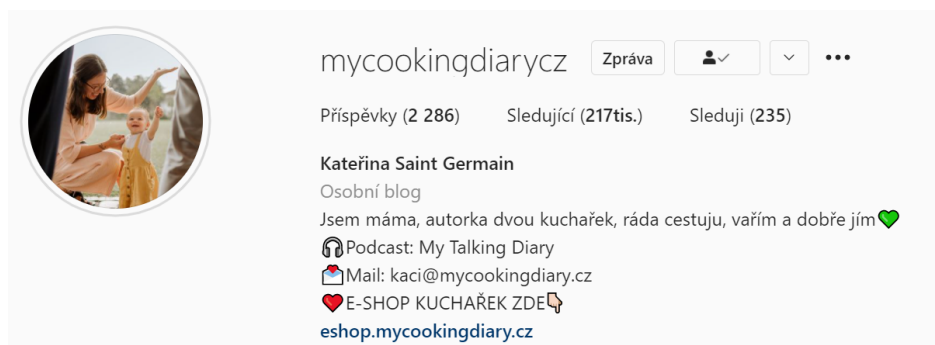 mycookingdiarycz Zpráva
Příspěvky (2 286) Sledující (217tis.) Sleduji (235)
Kateřina Saint Germain
Osobní blog
Jsem máma, autorka dvou kuchařek, ráda cestuju, vařím a dobře jím💚
🎧Podcast: My Talking Diary
💌Mail: kaci@mycookingdiary.cz
❤️E-SHOP KUCHAŘEK ZDE👇🏻
eshop.mycookingdiary.cz